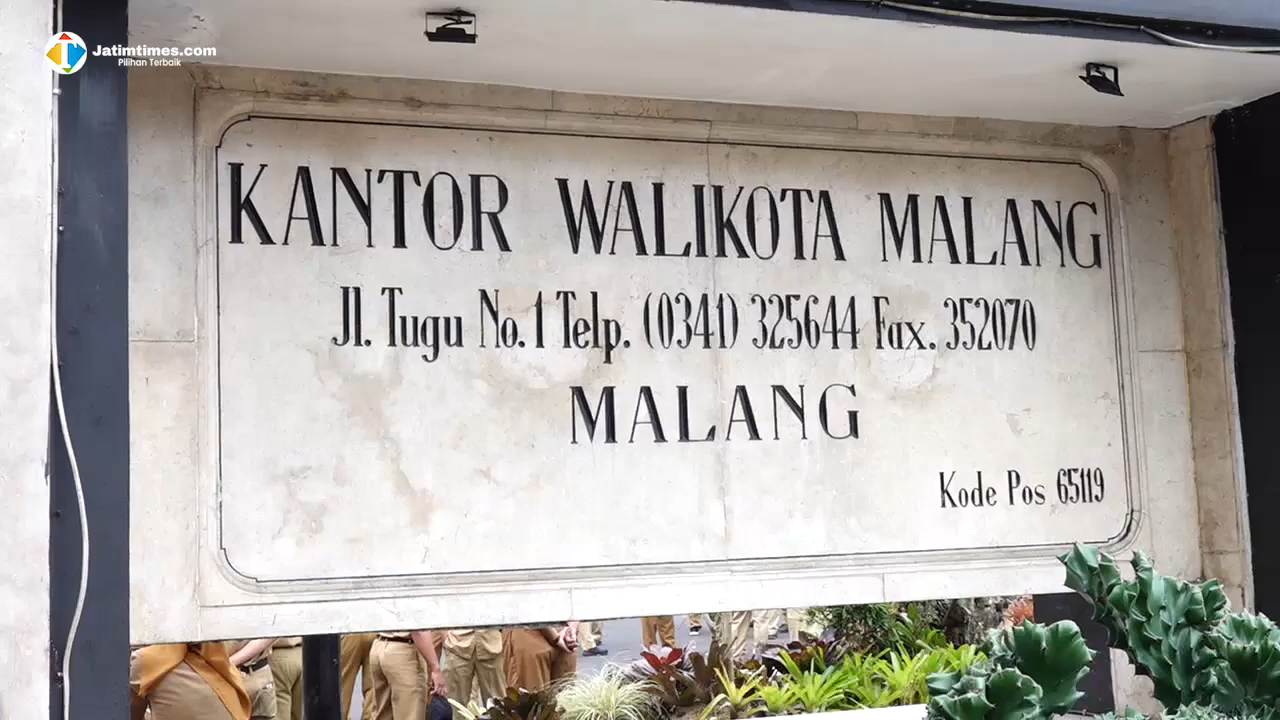 Jatimtimes.com
Pilihan Terbaik
KANTOR WALIKOTA MALANG
Jl. Tugu No. 1 Telp. (0341) 325644 Fax. 352070
MALANG
Kode Pos 65119